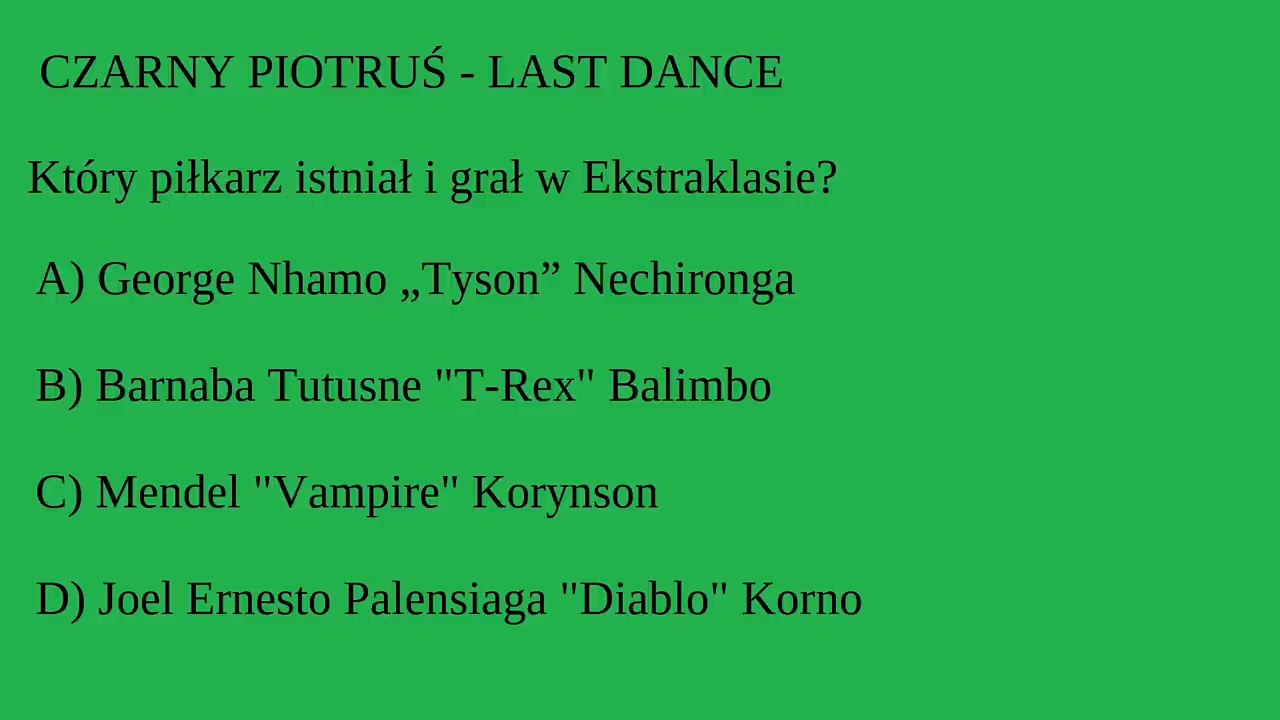 CZARNY PIOTRUŚ - LAST DANCE
Który piłkarz istniał i grał w Ekstraklasie?
A) George Nhamo „Tyson” Nechironga
B) Barnaba Tutusne "T-Rex" Balimbo
C) Mendel "Vampire" Korynson
D) Joel Ernesto Palensiaga "Diablo" Korno